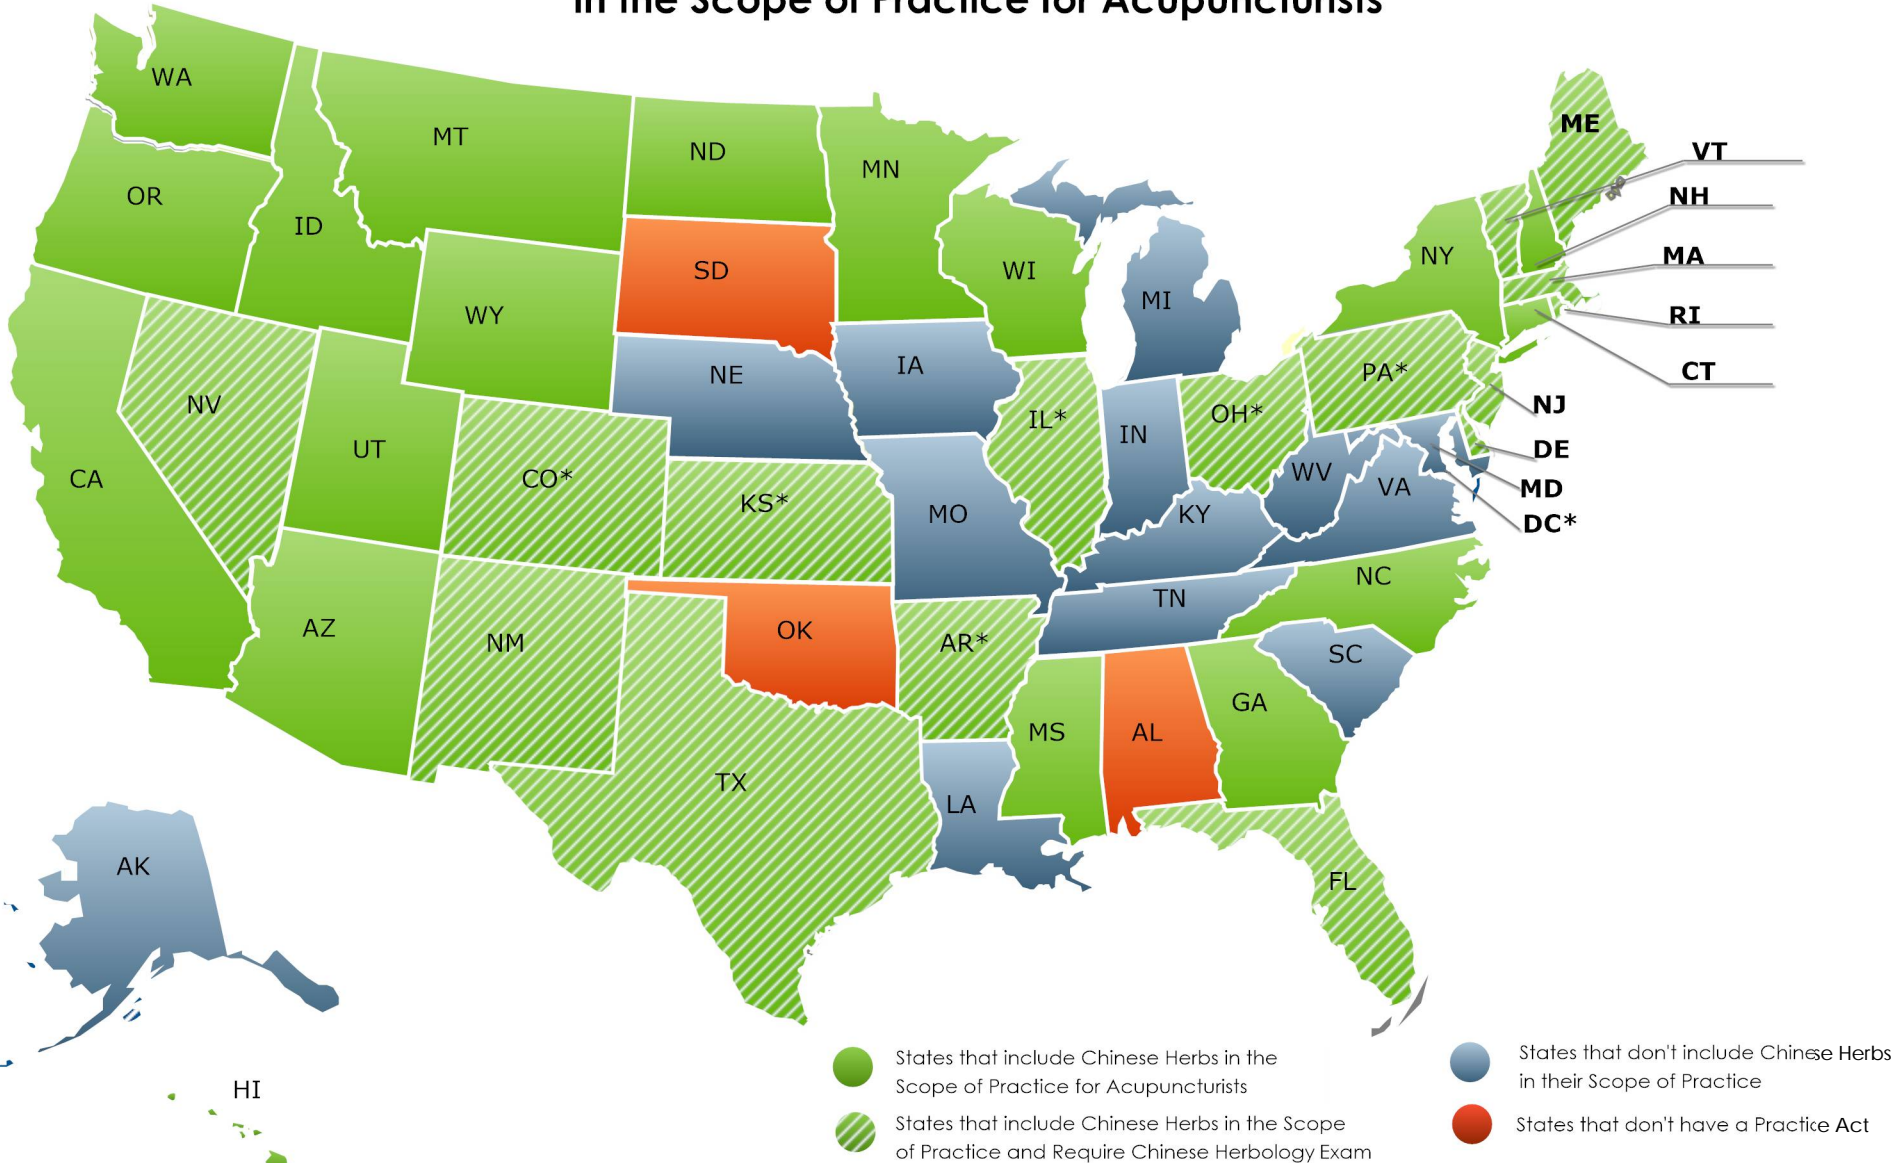 in the Scope of Practice for Acupuncturists
WA
MT
ND
MN
ME
VT
OR
ID
NH
NY
MA
SD
WI
WY
MI
RI
IA
NE
PA*
CT
NV
IL*
OH*
NJ
UT
IN
DE
CA
CO*
WV
VA
MD
KS*
MO
KY
DC*
NC
TN
AZ
NM
OK
AR*
SC
GA
MS
AL
TX
LA
AK
FL
HI
States that include Chinese Herbs in the
Scope of Practice for Acupuncturists
States that include Chinese Herbs in the Scope
of Practice and Require Chinese Herbology Exam
States that don't include Chinese Herbs
in their Scope of Practice
States that don't have a Practice Act